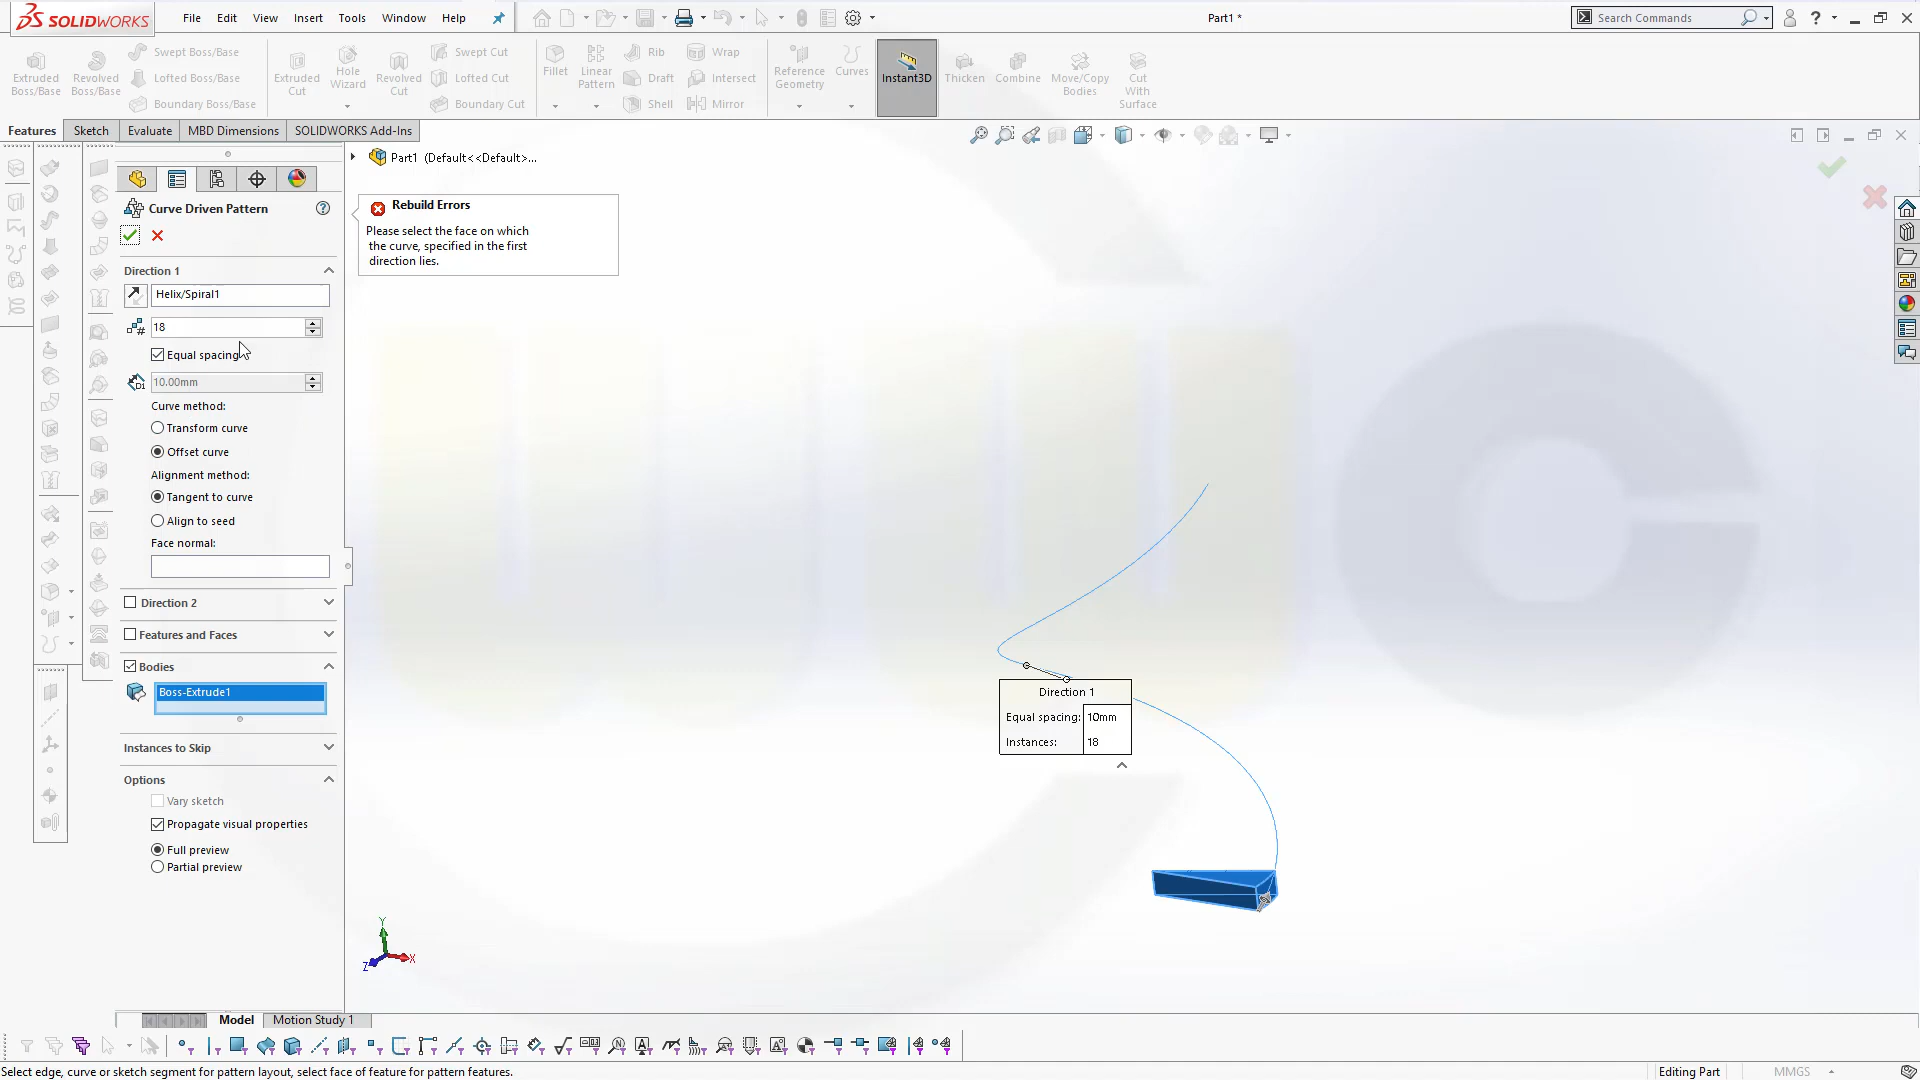 SOLIDWORKS File Edit View Insert Tools Window Help Part1 * Search Commands
Extruded Boss/Base Revolved Boss/Base Swept Boss/Base Lofted Boss/Base Boundary Boss/Base Extruded Cut Hole Wizard Revolved Cut Swept Cut Lofted Cut Boundary Cut Fillet Linear Pattern Rib Draft Shell Wrap Intersect Mirror Reference Geometry Curves Instant3D Thicken Combine Move/Copy Bodies Cut With Surface
Features Sketch Evaluate MBD Dimensions SOLIDWORKS Add-Ins
Part1 (Default<<Default>...
Curve Driven Pattern
Rebuild Errors
Please select the face on which
the curve, specified in the first
direction lies.
Direction 1
Helix/Spiral1
18
Equal spacing
D1 10.00mm
Curve method:
Transform curve
Offset curve
Alignment method:
Tangent to curve
Align to seed
Face normal:
Direction 2
Features and Faces
Bodies
Boss-Extrude1
Instances to Skip
Options
Vary sketch
Propagate visual properties
Full preview
Partial preview
Direction 1
Equal spacing: 10mm
Instances: 18
Y
X
Z
Model Motion Study 1
Select edge, curve or sketch segment for pattern layout, select face of feature for pattern features. Editing Part MMGS